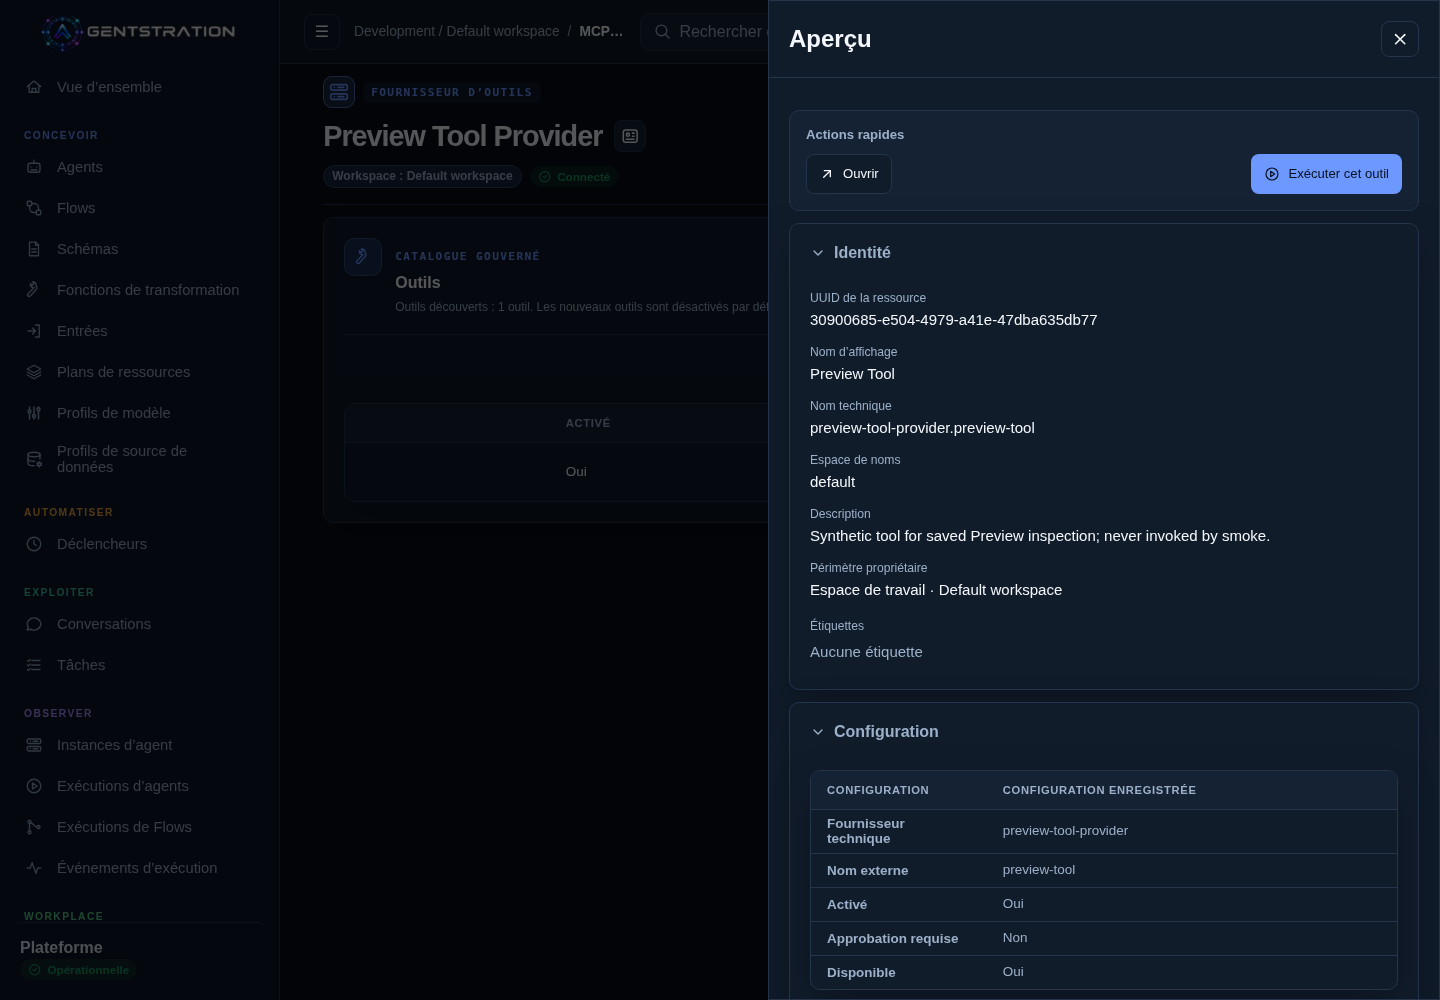 GENTSTRATION
Vue d’ensemble
CONCEVOIR
Agents
Flows
Schémas
Fonctions de transformation
Entrées
Plans de ressources
Profils de modèle
Profils de source de
données
AUTOMATISER
Déclencheurs
EXPLOITER
Conversations
Tâches
OBSERVER
Instances d’agent
Exécutions d’agents
Exécutions de Flows
Événements d’exécution
WORKPLACE
Plateforme
Opérationnelle
Development / Default workspace / MCP…
Rechercher
FOURNISSEUR D’OUTILS
Preview Tool Provider
Workspace : Default workspace
Connecté
CATALOGUE GOUVERNÉ
Outils
Outils découverts : 1 outil. Les nouveaux outils sont désactivés par déf
ACTIVÉ
Oui
Aperçu
Actions rapides
Ouvrir
Exécuter cet outil
Identité
UUID de la ressource
30900685-e504-4979-a41e-47dba635db77
Nom d’affichage
Preview Tool
Nom technique
preview-tool-provider.preview-tool
Espace de noms
default
Description
Synthetic tool for saved Preview inspection; never invoked by smoke.
Périmètre propriétaire
Espace de travail · Default workspace
Étiquettes
Aucune étiquette
Configuration
CONFIGURATION CONFIGURATION ENREGISTRÉE
Fournisseur
technique
preview-tool-provider
Nom externe preview-tool
Activé Oui
Approbation requise Non
Disponible Oui